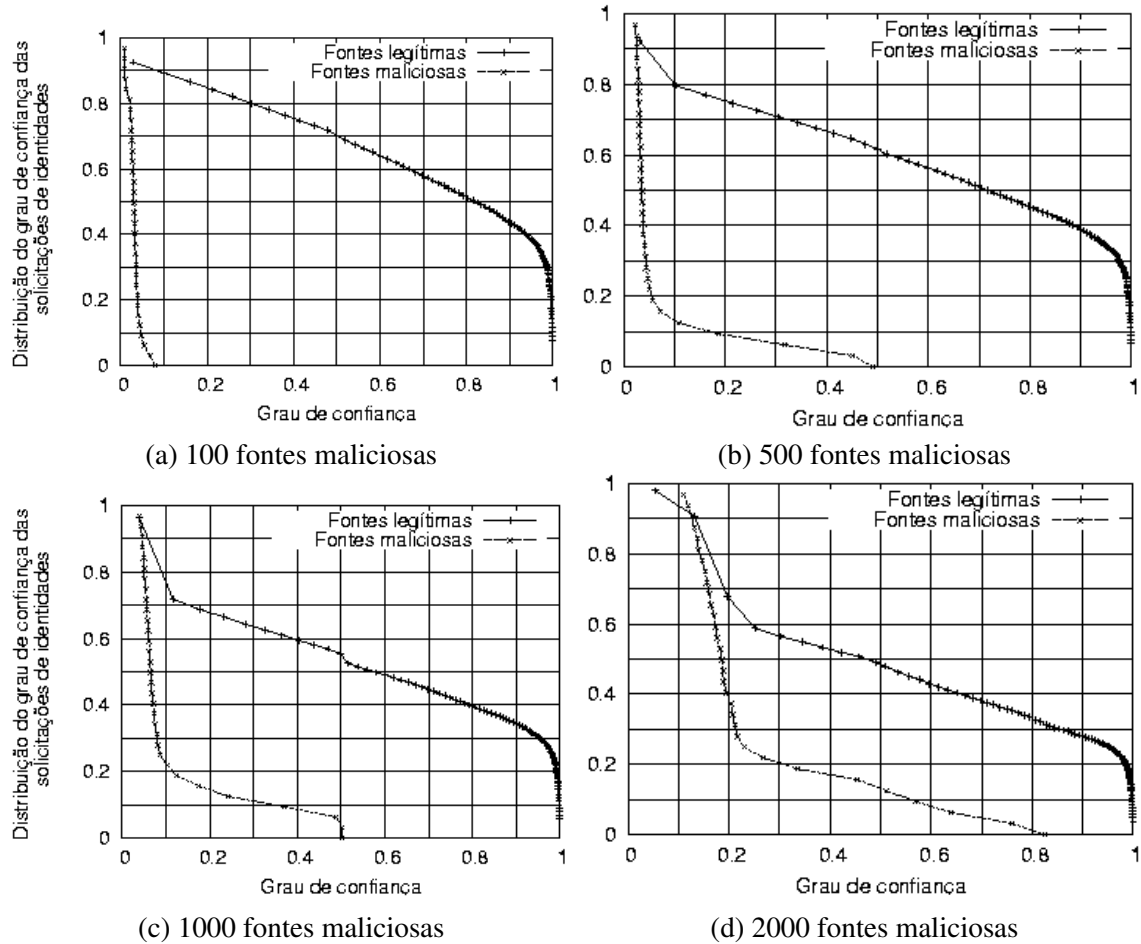 Distribuição do grau de confiança das
solicitações de identidades
1
0.8
0.6
0.4
0.2
0
Fontes legítimas
Fontes maliciosas
0 0.2 0.4 0.6 0.8 1
Grau de confiança
(a) 100 fontes maliciosas
1
0.8
0.6
0.4
0.2
0
Fontes legítimas
Fontes maliciosas
0 0.2 0.4 0.6 0.8 1
Grau de confiança
(b) 500 fontes maliciosas
Distribuição do grau de confiança das
solicitações de identidades
1
0.8
0.6
0.4
0.2
0
Fontes legítimas
Fontes maliciosas
0 0.2 0.4 0.6 0.8 1
Grau de confiança
(c) 1000 fontes maliciosas
1
0.8
0.6
0.4
0.2
0
Fontes legítimas
Fontes maliciosas
0 0.2 0.4 0.6 0.8 1
Grau de confiança
(d) 2000 fontes maliciosas